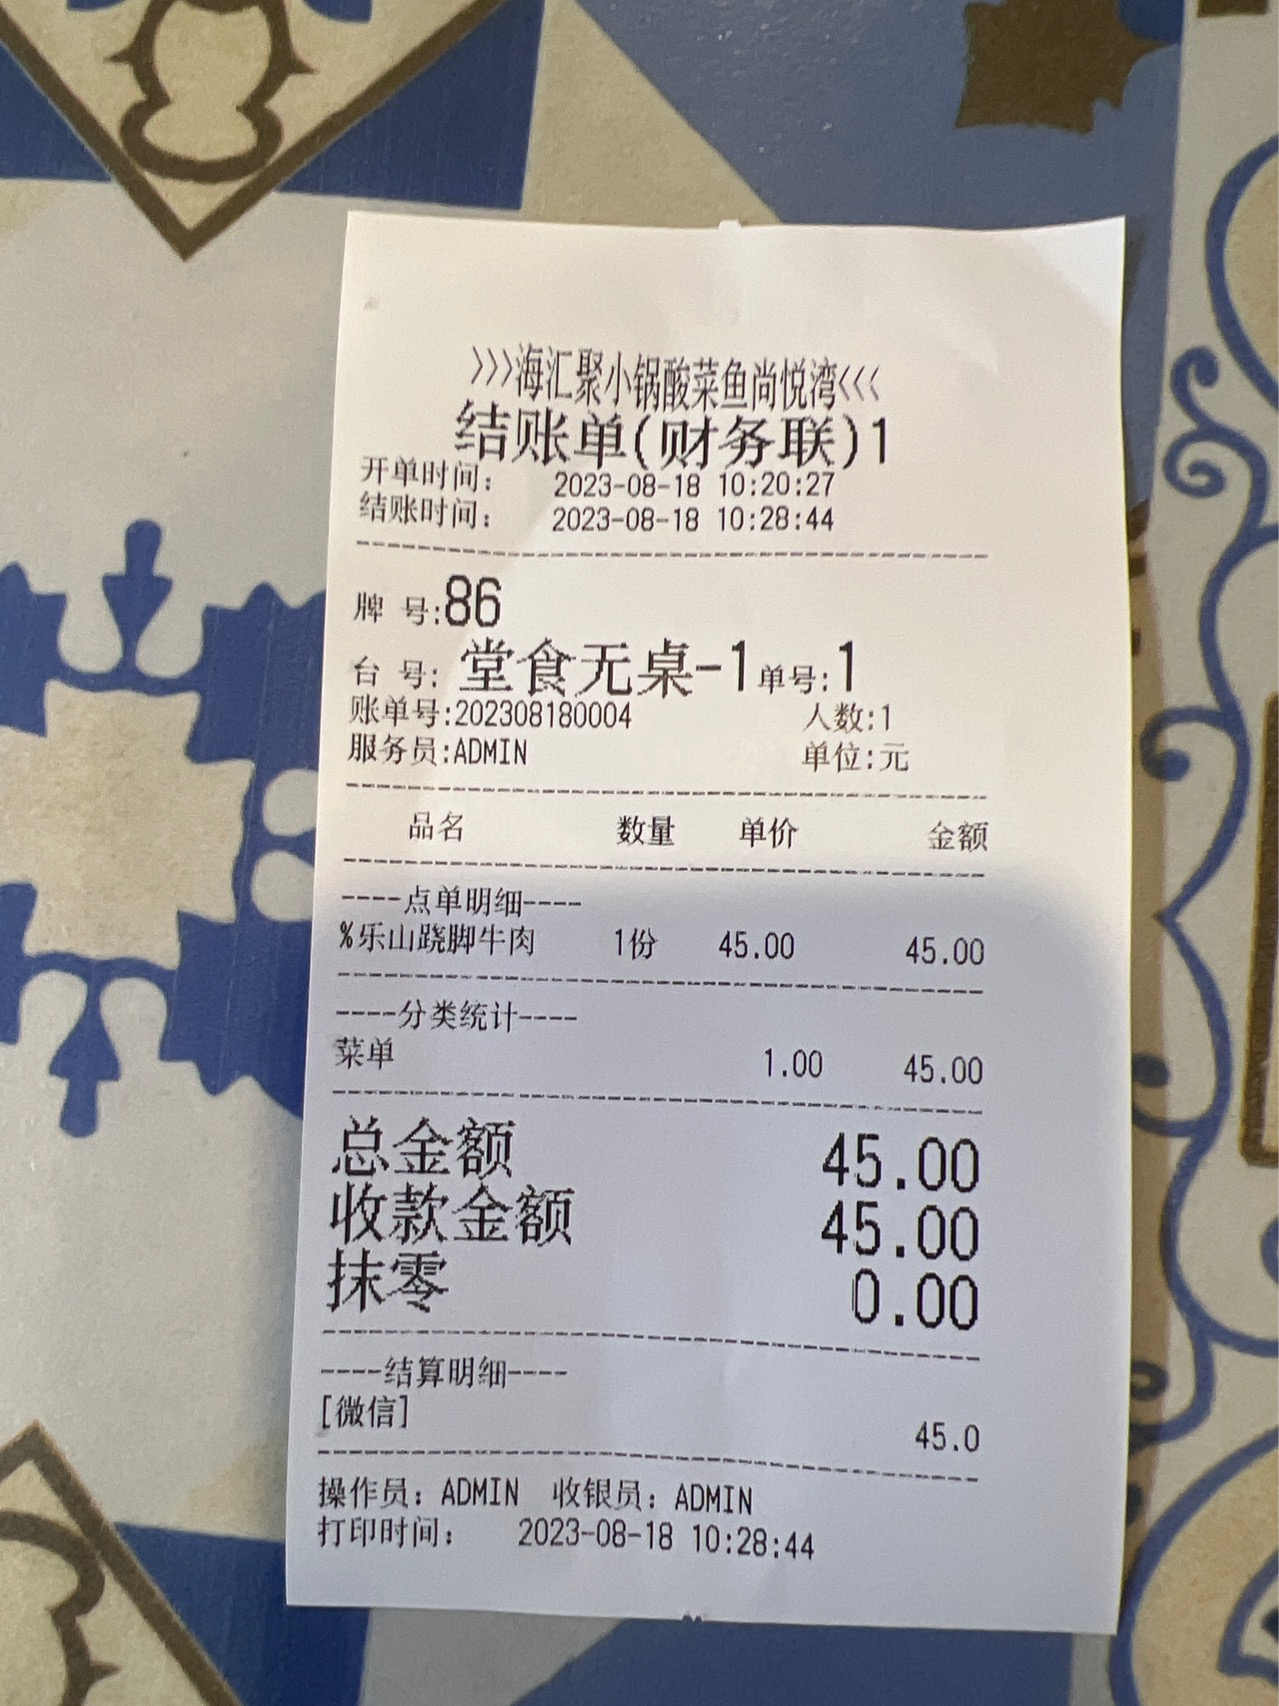 >>>海汇聚小锅酸菜鱼尚悦湾<<<
结账单(财务联)1
开单时间: 2023-08-18 10:20:27
结账时间: 2023-08-18 10:28:44
牌 号:86
台 号: 堂食无桌-1 单号:1
账单号:202308180004 人数:1
服务员:ADMIN 单位:元
品名 数量 单价 金额
----点单明细----
%乐山跷脚牛肉 1份 45.00 45.00
----分类统计----
菜单 1.00 45.00
总金额 45.00
收款金额 45.00
抹零 0.00
----结算明细----
[微信] 45.0
操作员: ADMIN 收银员: ADMIN
打印时间: 2023-08-18 10:28:44